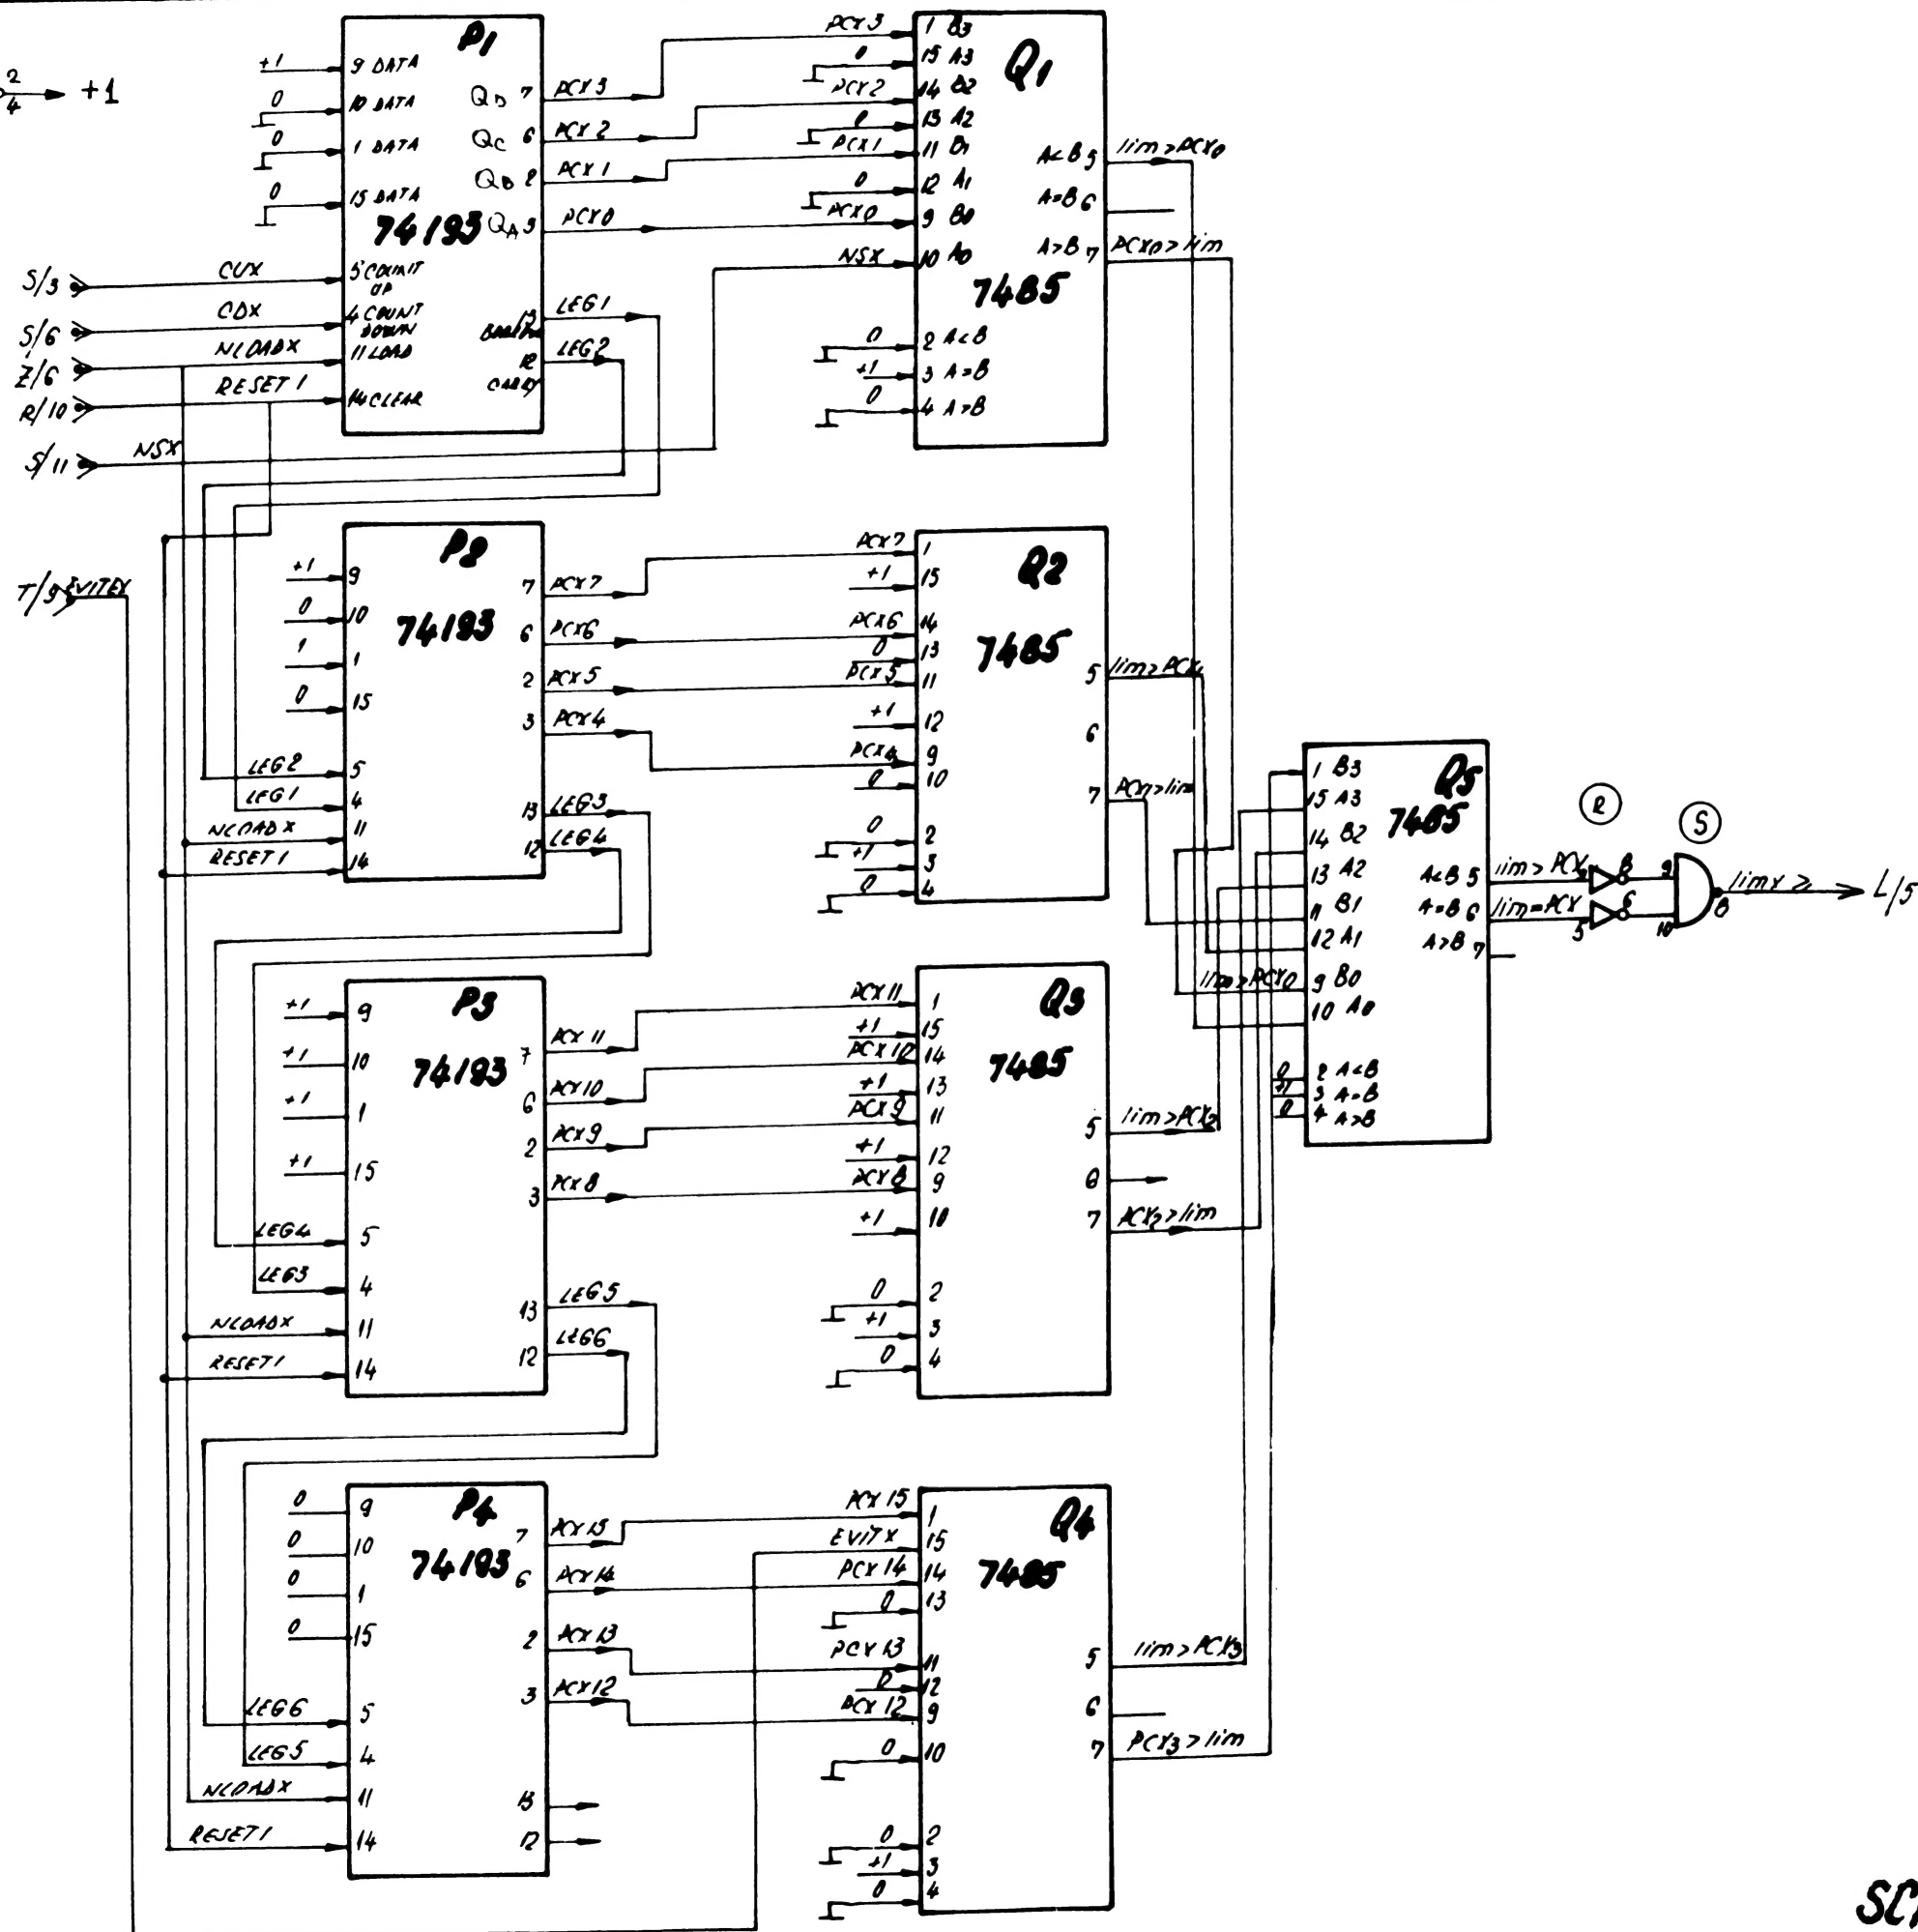 2
4
+1
P1
+1
9 DATA
0
10 DATA
0
1 DATA
0
15 DATA
74193
QD 7
PCX3
QC 6
PCX2
QB 2
PCX1
QA 3
PCX0
S/3
CUX
5 COUNT UP
S/6
CDX
4 COUNT DOWN
Z/6
NLOADX
11 LOAD
R/10
RESET1
14 CLEAR
S/11
NSX
13 BORROW
LEG1
12 CARRY
LEG2
Q1
7485
PCX3
1 B3
0
15 A3
PCX2
14 B2
0
13 A2
PCX1
11 B1
0
12 A1
PCX0
9 B0
NSX
10 A0
0
2 A<B
+1
3 A=B
0
4 A>B
A<B 5
lim>PCX0
A=B 6
A>B 7
PCX0>lim
T/9
EVITEX
P2
74193
+1
9
0
10
1
1
0
15
LEG2
5
LEG1
4
NLOADX
11
RESET1
14
7
PCX7
6
PCX6
2
PCX5
3
PCX4
13
LEG3
12
LEG4
Q2
7485
PCX7
1
+1
15
PCX6
14
0
13
PCX5
11
+1
12
PCX4
9
0
10
0
2
+1
3
0
4
5
lim>PCX1
6
7
PCX1>lim
P3
74193
+1
9
+1
10
+1
1
+1
15
LEG4
5
LEG3
4
NLOADX
11
RESET1
14
7
PCX11
6
PCX10
2
PCX9
3
PCX8
13
LEG5
12
LEG6
Q3
7485
PCX11
1
+1
15
PCX10
14
+1
13
PCX9
11
+1
12
PCX8
9
+1
10
0
2
+1
3
0
4
5
lim>PCX2
6
7
PCX2>lim
P4
74193
0
9
0
10
0
1
0
15
LEG6
5
LEG5
4
NLOADX
11
RESET1
14
7
PCX15
6
PCX14
2
PCX13
3
PCX12
13
12
Q4
7485
PCX15
1
EVITX
15
PCX14
14
0
13
PCX13
11
0
12
PCX12
9
0
10
0
2
+1
3
0
4
5
lim>PCX3
6
7
PCX3>lim
Q5
7485
1 B3
15 A3
14 B2
13 A2
11 B1
12 A1
lim>PCX0
9 B0
10 A0
0
2 A<B
+1
3 A=B
0
4 A>B
A<B 5
lim>PCX
A=B 6
lim=PCX
A>B 7
R
8
5
6
S
9
10
8
limx≥
L/5